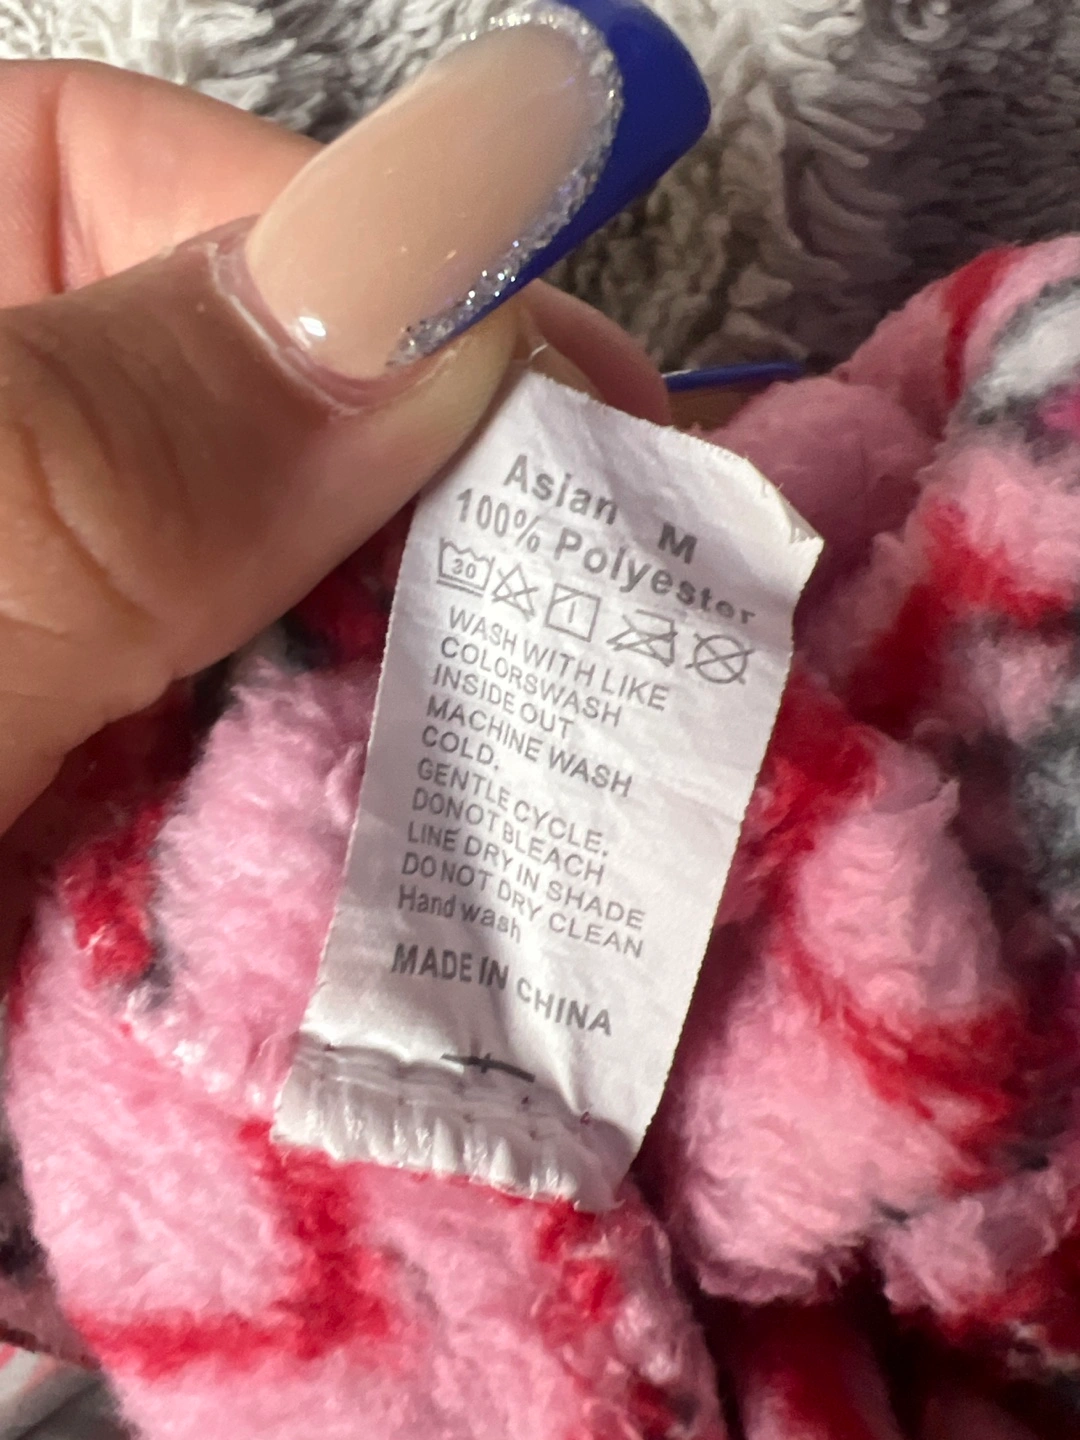 Asian M
100% Polyester
30
WASH WITH LIKE
COLORSWASH
INSIDE OUT
MACHINE WASH
COLD.
GENTLE CYCLE.
DONOT BLEACH
LINE DRY IN SHADE
DO NOT DRY CLEAN
Hand wash
MADE IN CHINA